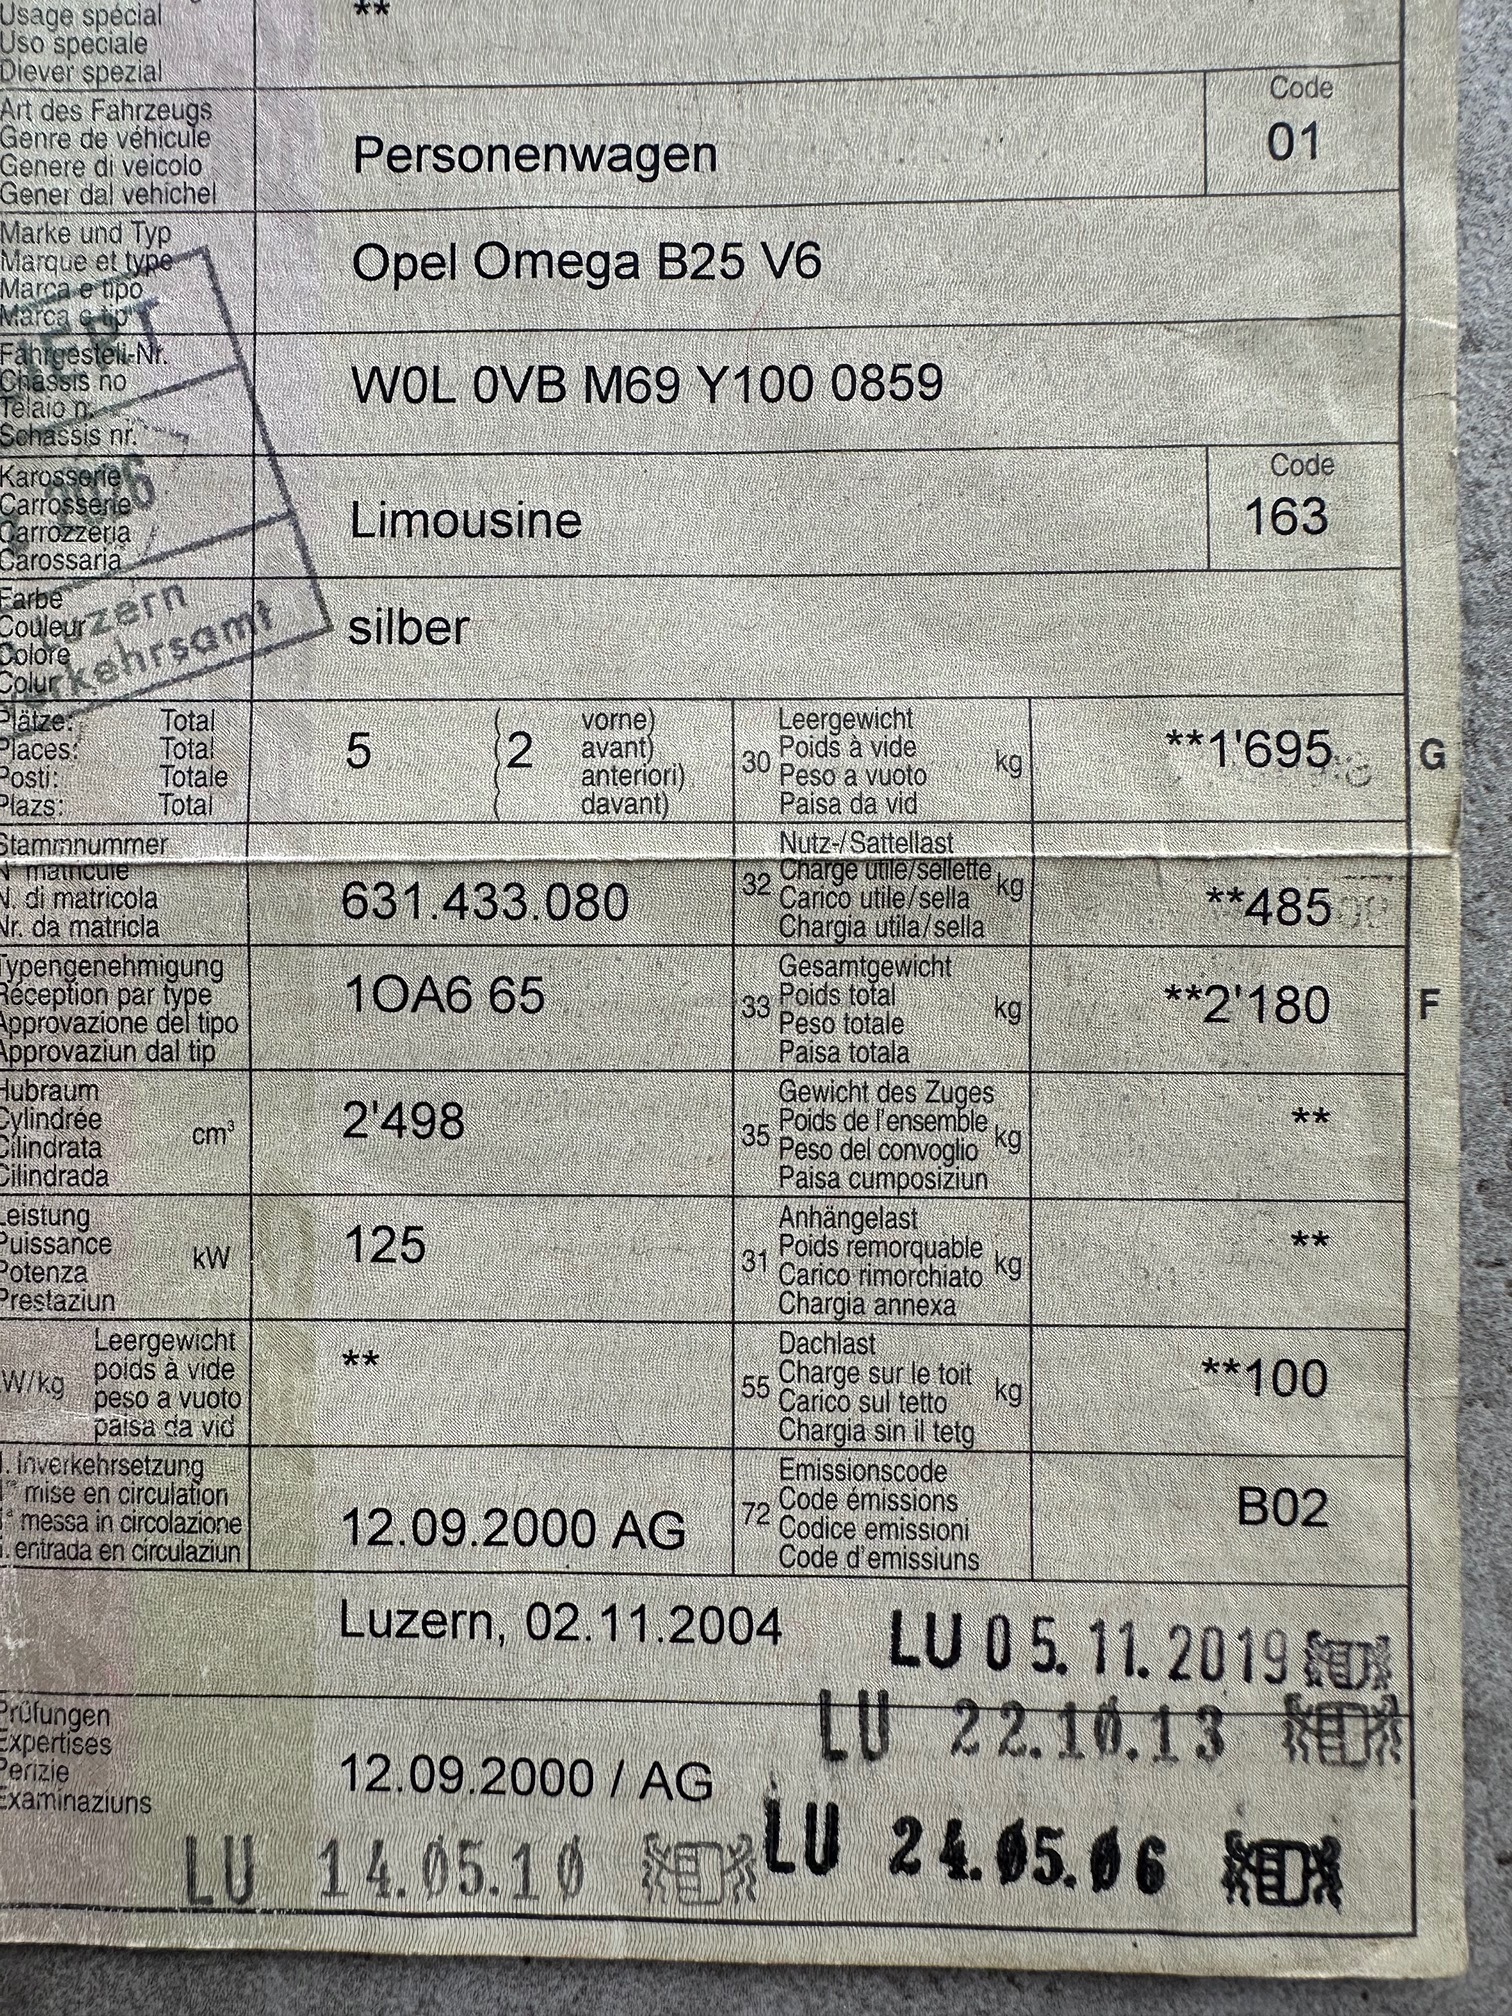 Usage spécial
**
Uso speciale
Diever spezial
Art des Fahrzeugs
Genre de véhicule
Genere di veicolo
Gener dal vehichel
Personenwagen
Code
01
Marke und Typ
Marque et type
Marca e tipo
Marca e tip
Opel Omega B25 V6
Fahrgestell-Nr.
Châssis no
Telaio n.
Schassis nr.
W0L 0VB M69 Y100 0859
Karosserie
Carrosserie
Carrozzeria
Carossaria
Limousine
Code
163
Farbe
Couleur
Colore
Colur
silber
Luzern
Plätze: Total
Places: Total
Posti: Totale
Plazs: Total
5
(2 vorne)
avant)
anteriori)
davant)
30 Leergewicht
Poids à vide
Peso a vuoto
Paisa da vid
kg
**1'695
G
Stammnummer
N° matricule
N. di matricola
Nr. da matricla
631.433.080
32 Nutz-/Sattellast
Charge utile/sellette
Carico utile/sella
Chargia utila/sella
kg
**485
Typengenehmigung
Réception par type
Approvazione del tipo
Approvaziun dal tip
1OA6 65
33 Gesamtgewicht
Poids total
Peso totale
Paisa totala
kg
**2'180
F
Hubraum
Cylindrée
Cilindrata
Cilindrada
cm³
2'498
35 Gewicht des Zuges
Poids de l'ensemble
Peso del convoglio
Paisa cumposiziun
kg
**
Leistung
Puissance
Potenza
Prestaziun
kW
125
31 Anhängelast
Poids remorquable
Carico rimorchiato
Chargia annexa
kg
**
W/kg
Leergewicht
poids à vide
peso a vuoto
paisa da vid
**
55 Dachlast
Charge sur le toit
Carico sul tetto
Chargia sin il tetg
kg
**100
1. Inverkehrsetzung
mise en circulation
messa in circolazione
entrada en circulaziun
12.09.2000 AG
72 Emissionscode
Code émissions
Codice emissioni
Code d'emissiuns
B02
Luzern, 02.11.2004
LU 05.11.2019
LU 22.10.13
Prüfungen
Expertises
Perizie
Examinaziuns
12.09.2000 / AG
LU 14.05.10
LU 24.05.06